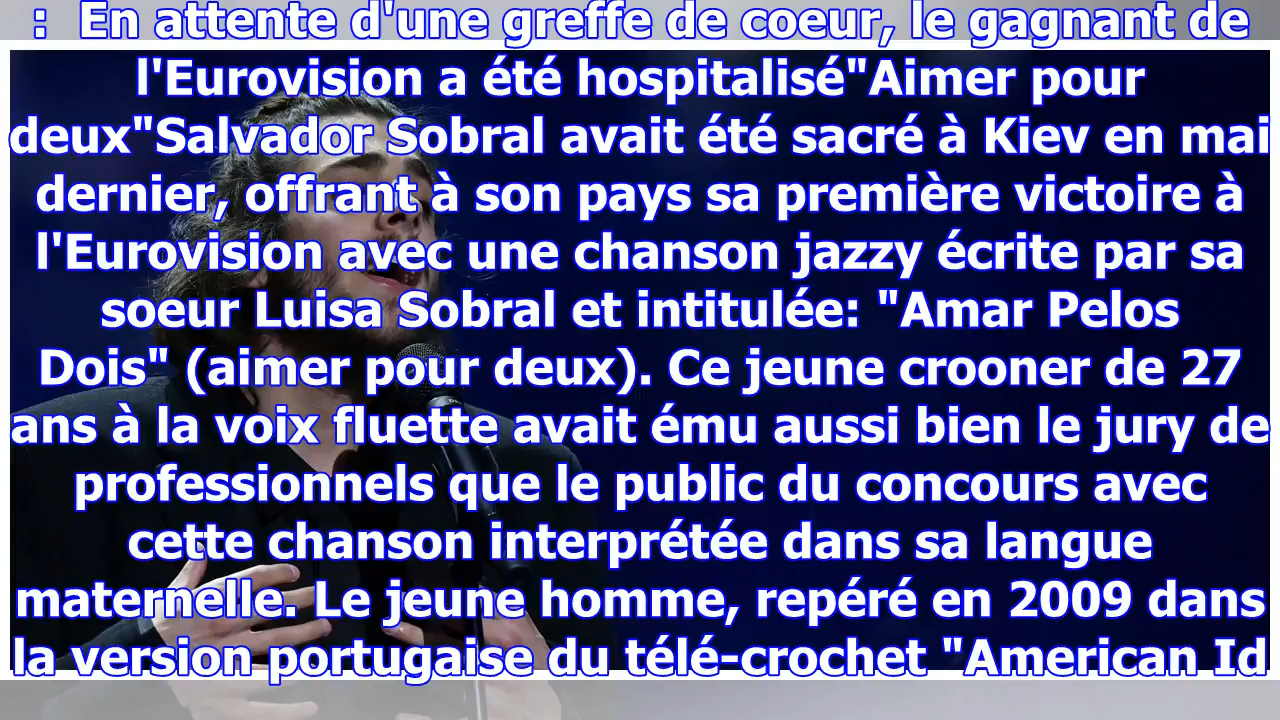 :  En attente d'une greffe de coeur, le gagnant de
l'Eurovision a été hospitalisé"Aimer pour
deux"Salvador Sobral avait été sacré à Kiev en mai
dernier, offrant à son pays sa première victoire à
l'Eurovision avec une chanson jazzy écrite par sa
soeur Luisa Sobral et intitulée: "Amar Pelos
Dois" (aimer pour deux). Ce jeune crooner de 27
ans à la voix fluette avait ému aussi bien le jury de
professionnels que le public du concours avec
cette chanson interprétée dans sa langue
maternelle. Le jeune homme, repéré en 2009 dans
la version portugaise du télé-crochet "American Id